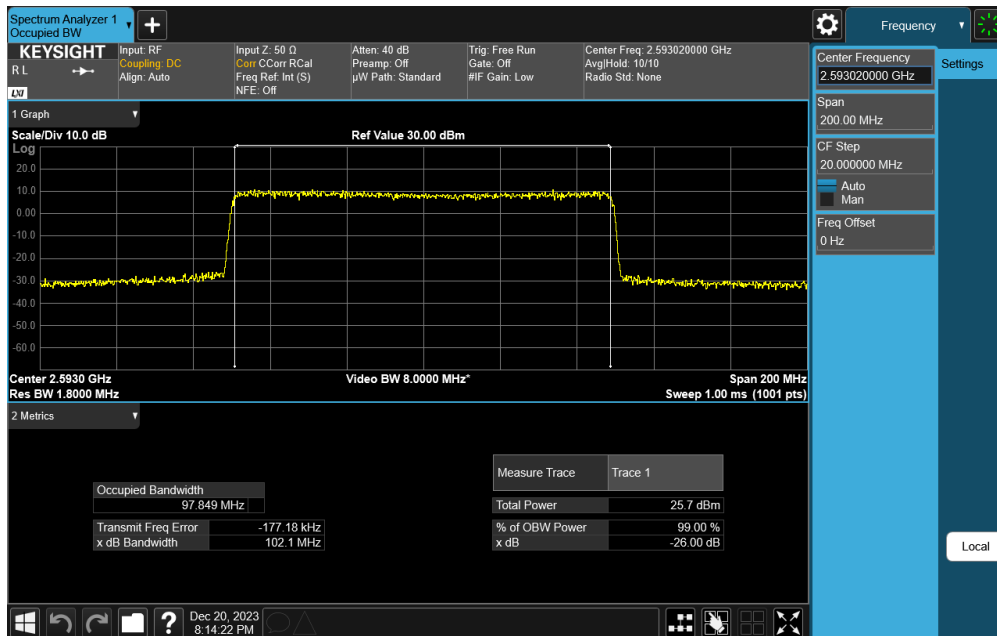 Spectrum Analyzer 1
Occupied BW
+
Frequency
KEYSIGHT
R L
LXI
Input: RF
Coupling: DC
Align: Auto
Input Z: 50 Ω
Corr CCorr RCal
Freq Ref: Int (S)
NFE: Off
Atten: 40 dB
Preamp: Off
µW Path: Standard
Trig: Free Run
Gate: Off
#IF Gain: Low
Center Freq: 2.593020000 GHz
Avg|Hold: 10/10
Radio Std: None
Center Frequency
2.593020000 GHz
Settings
Span
200.00 MHz
CF Step
20.000000 MHz
Auto
Man
Freq Offset
0 Hz
Local
1 Graph
Scale/Div 10.0 dB
Ref Value 30.00 dBm
Log
20.0
10.0
0.00
-10.0
-20.0
-30.0
-40.0
-50.0
-60.0
Center 2.5930 GHz
Video BW 8.0000 MHz*
Span 200 MHz
Res BW 1.8000 MHz
Sweep 1.00 ms (1001 pts)
2 Metrics
Measure Trace Trace 1
Occupied Bandwidth
97.849 MHz
Total Power 25.7 dBm
Transmit Freq Error -177.18 kHz
% of OBW Power 99.00 %
x dB Bandwidth 102.1 MHz
x dB -26.00 dB
?
Dec 20, 2023
8:14:22 PM